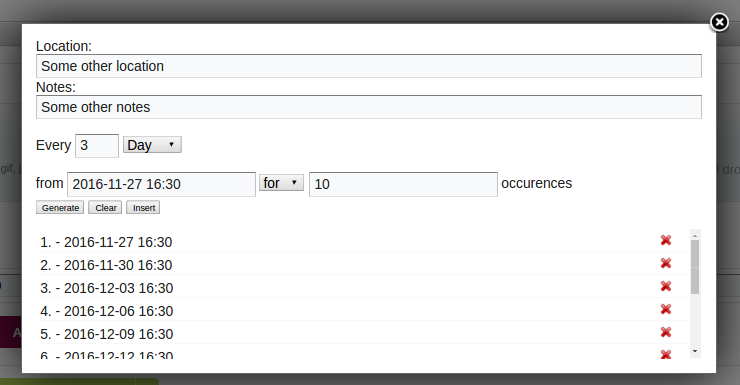 Location:
Some other location
Notes:
Some other notes
Every 3 Day
from 2016-11-27 16:30 for 10 occurences
Generate Clear Insert
1. - 2016-11-27 16:30
2. - 2016-11-30 16:30
3. - 2016-12-03 16:30
4. - 2016-12-06 16:30
5. - 2016-12-09 16:30
6. - 2016-12-12 16:30
gif,
dro
A